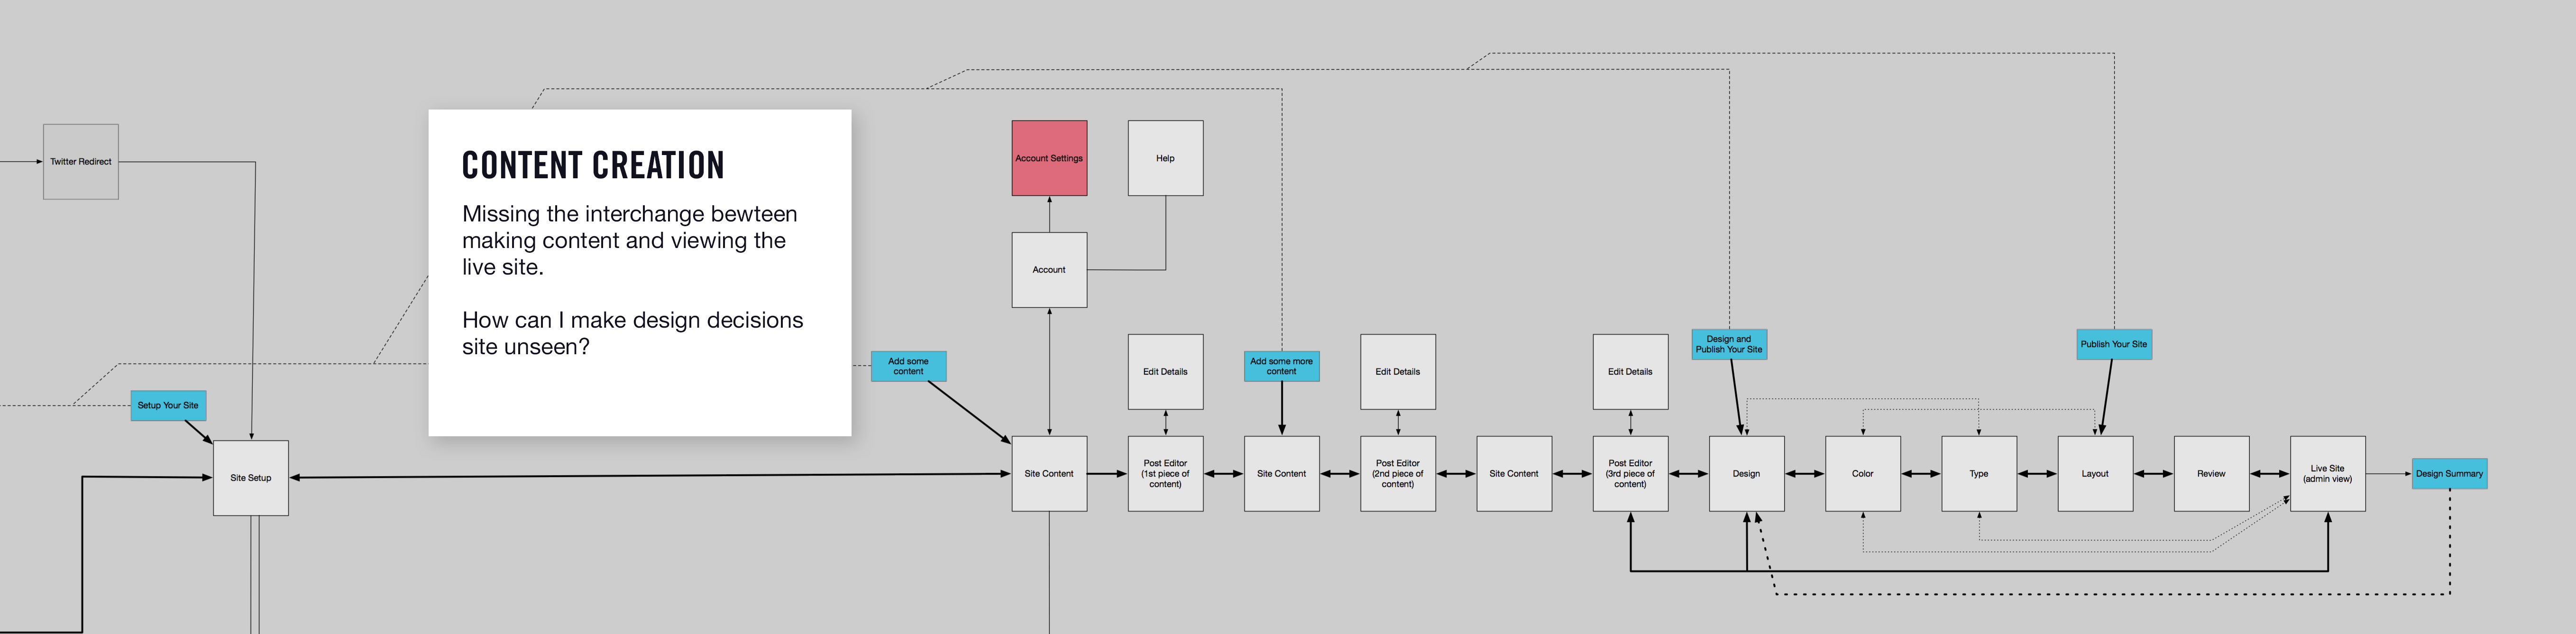 Twitter Redirect
CONTENT CREATION
Missing the interchange bewteen
making content and viewing the
live site.
How can I make design decisions
site unseen?
Account Settings
Help
Account
Setup Your Site
Add some
content
Edit Details
Add some more
content
Edit Details
Edit Details
Design and
Publish Your Site
Publish Your Site
Site Setup
Site Content
Post Editor
(1st piece of
content)
Site Content
Post Editor
(2nd piece of
content)
Site Content
Post Editor
(3rd piece of
content)
Design
Color
Type
Layout
Review
Live Site
(admin view)
Design Summary